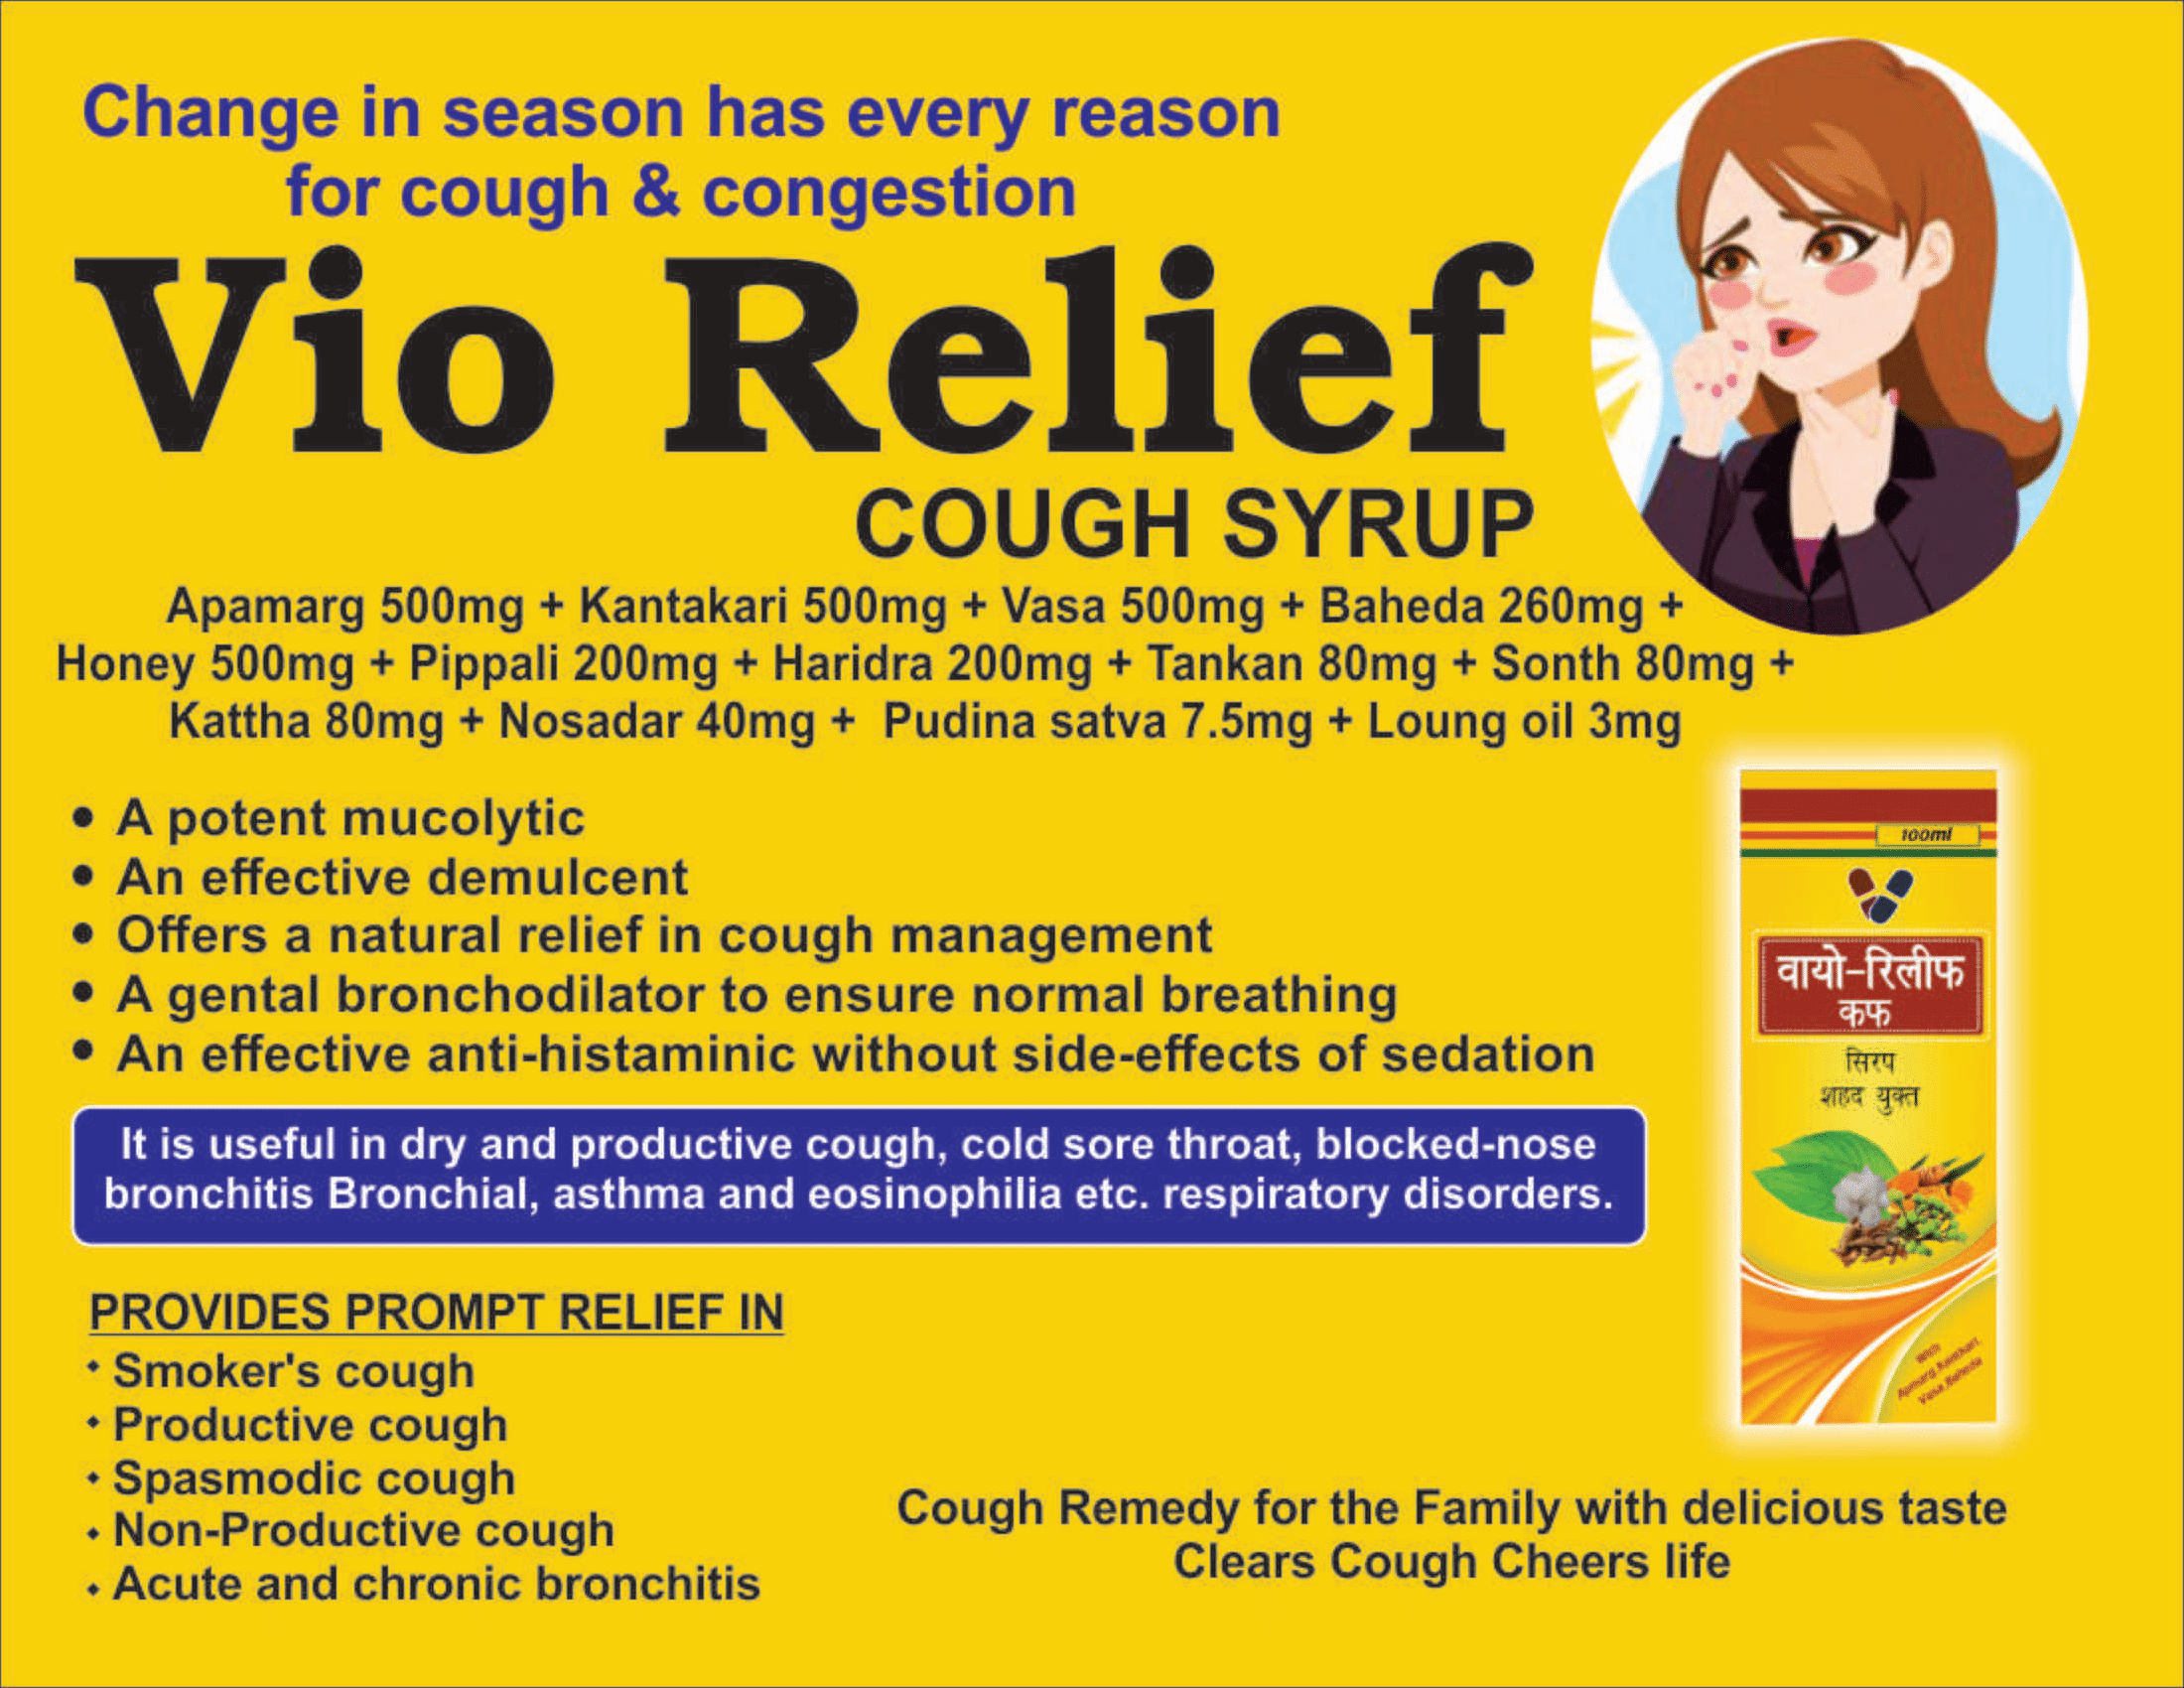 Change in season has every reason
for cough & congestion
Vio Relief
COUGH SYRUP
Apamarg 500mg + Kantakari 500mg + Vasa 500mg + Baheda 260mg +
Honey 500mg + Pippali 200mg + Haridra 200mg + Tankan 80mg + Sonth 80mg +
Kattha 80mg + Nosadar 40mg + Pudina satva 7.5mg + Loung oil 3mg
• A potent mucolytic
• An effective demulcent
• Offers a natural relief in cough management
• A gental bronchodilator to ensure normal breathing
• An effective anti-histaminic without side-effects of sedation
It is useful in dry and productive cough, cold sore throat, blocked-nose
bronchitis Bronchial, asthma and eosinophilia etc. respiratory disorders.
PROVIDES PROMPT RELIEF IN
• Smoker's cough
• Productive cough
• Spasmodic cough
• Non-Productive cough
• Acute and chronic bronchitis
100ml
वायो-रिलीफ
कफ
सिरप
शहद युक्त
With
Vasa Baheda
Cough Remedy for the Family with delicious taste
Clears Cough Cheers life